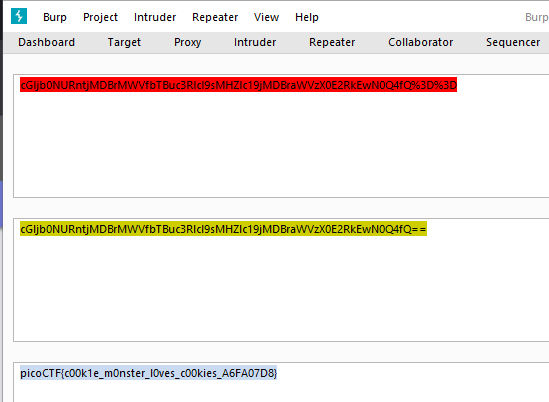 Burp Project Intruder Repeater View Help Burp
Dashboard Target Proxy Intruder Repeater Collaborator Sequencer
cGljb0NURntjMDBrMWVfbTBuc3Rlcl9sMHZlc19jMDBraWVzX0E2RkEwN0Q4fQ%3D%3D
cGljb0NURntjMDBrMWVfbTBuc3Rlcl9sMHZlc19jMDBraWVzX0E2RkEwN0Q4fQ==
picoCTF{c00k1e_m0nster_l0ves_c00kies_A6FA07D8}